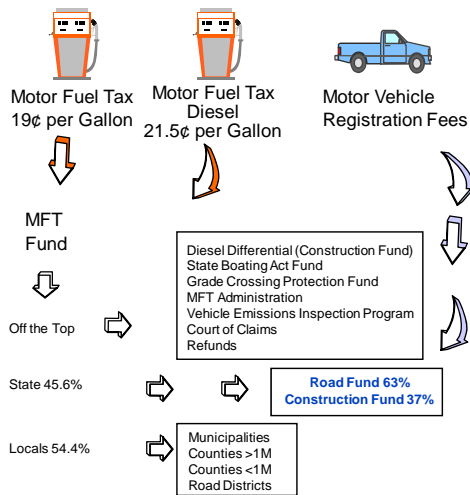 Motor Fuel Tax
19¢ per Gallon
Motor Fuel Tax
Diesel
21.5¢ per Gallon
Motor Vehicle
Registration Fees
MFT
Fund
Off the Top
Diesel Differential (Construction Fund)
State Boating Act Fund
Grade Crossing Protection Fund
MFT Administration
Vehicle Emissions Inspection Program
Court of Claims
Refunds
State 45.6%
Road Fund 63%
Construction Fund 37%
Locals 54.4%
Municipalities
Counties >1M
Counties <1M
Road Districts